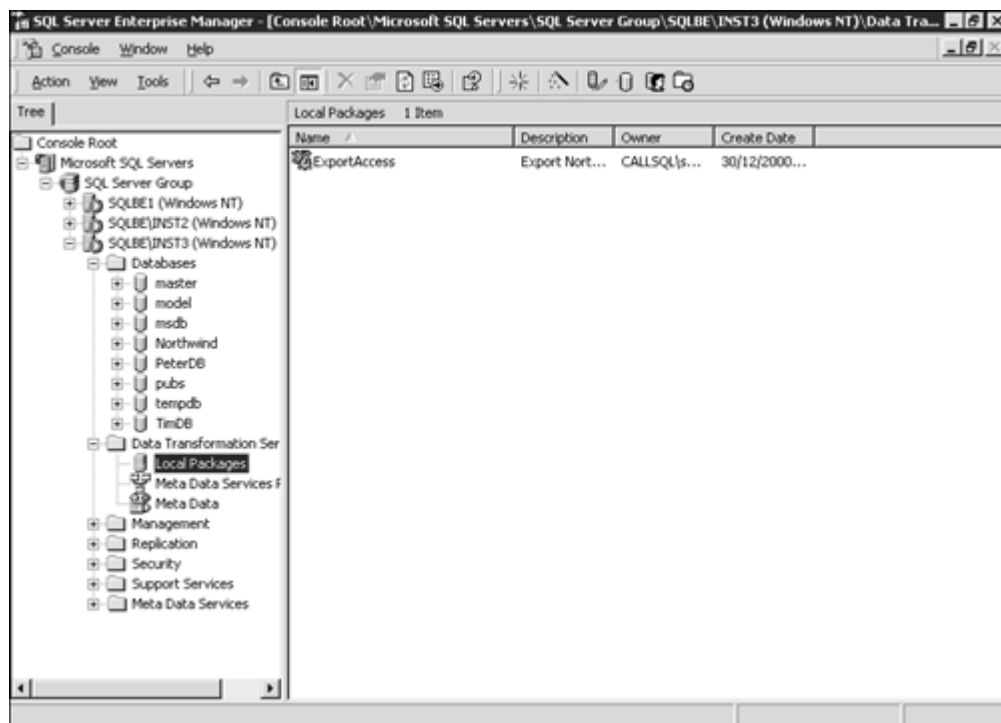 SQL Server Enterprise Manager - [Console Root\Microsoft SQL Servers\SQL Server Group\SQLBE\INST3 (Windows NT)\Data Tra...
Console Window Help
Action View Tools
Tree
Local Packages 1 Item
Name Description Owner Create Date
ExportAccess Export Nort... CALLSQL\s... 30/12/2000...
Console Root
Microsoft SQL Servers
SQL Server Group
SQLBE1 (Windows NT)
SQLBE\INST2 (Windows NT)
SQLBE\INST3 (Windows NT)
Databases
master
model
msdb
Northwind
PeterDB
pubs
tempdb
TimDB
Data Transformation Ser
Local Packages
Meta Data Services F
Meta Data
Management
Replication
Security
Support Services
Meta Data Services